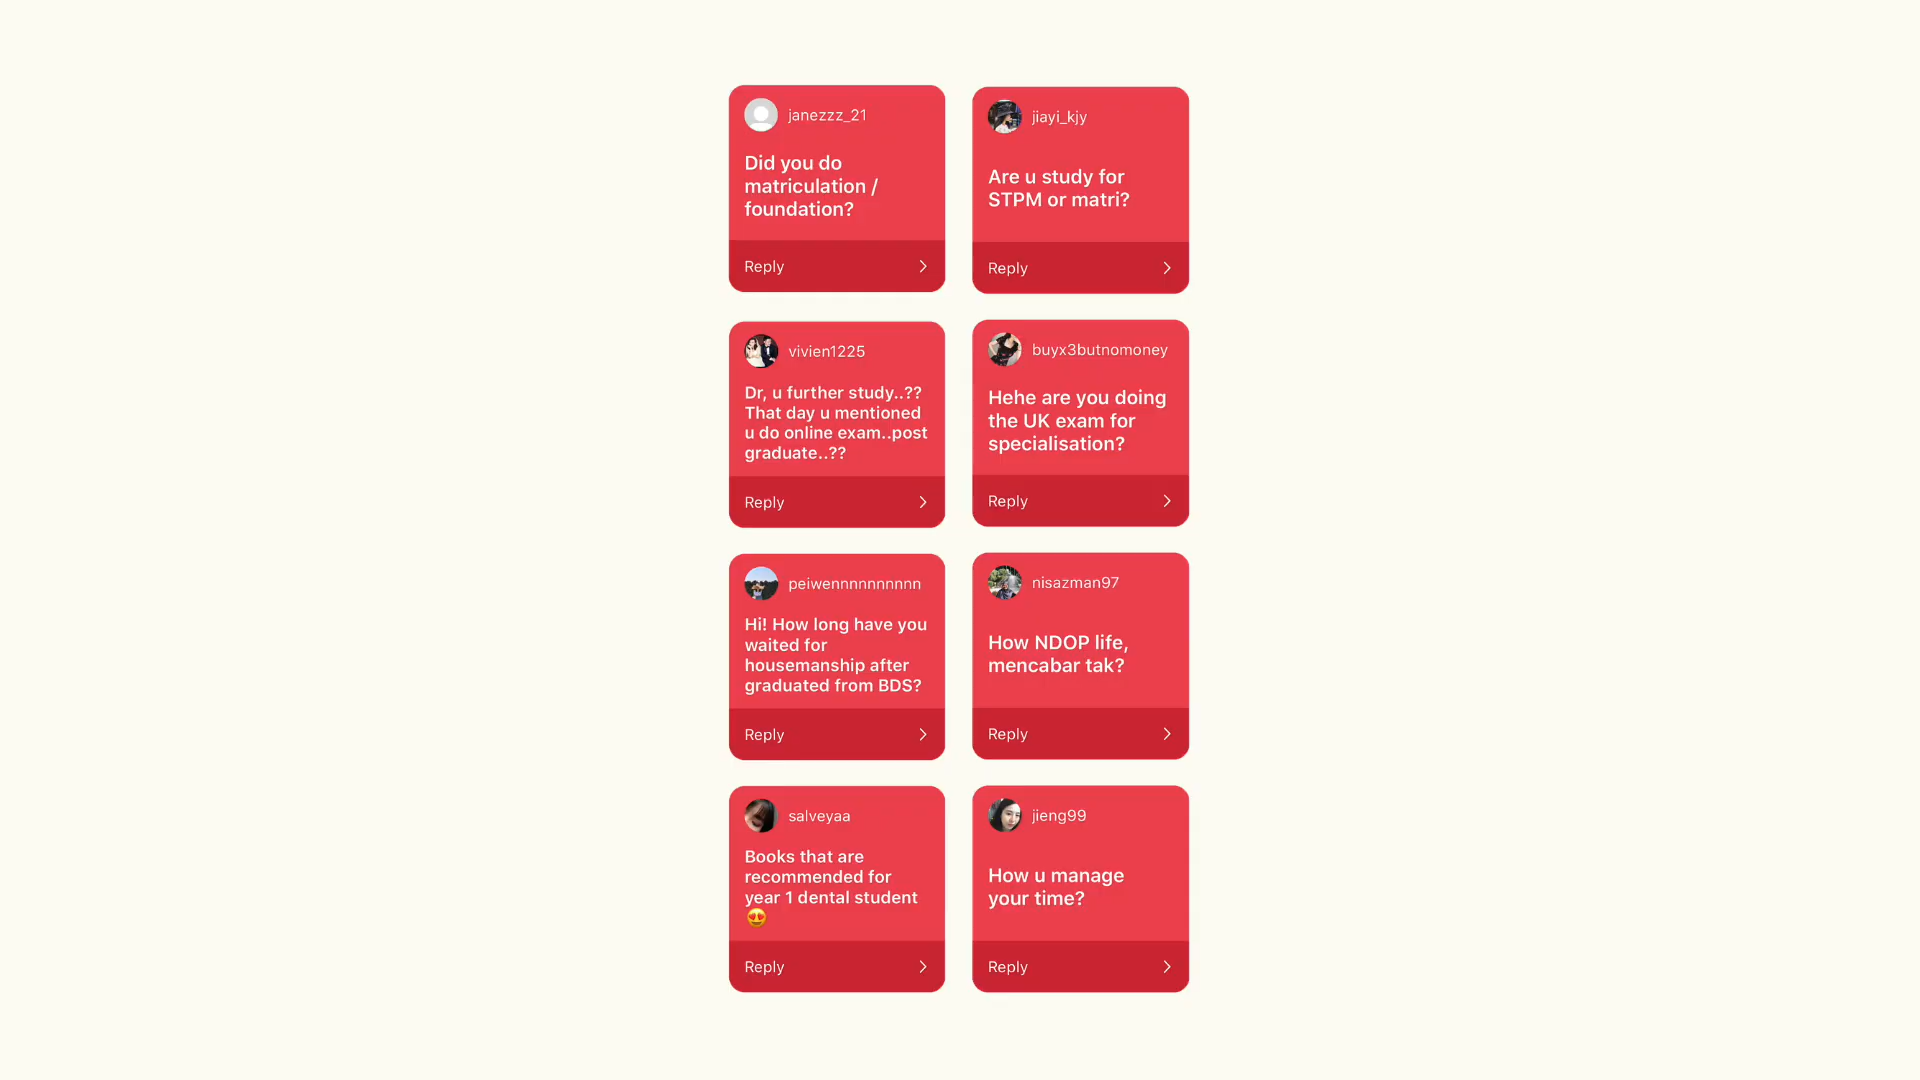 janezzz_21
Did you do
matriculation /
foundation?
Reply
jiayi_kjy
Are u study for
STPM or matri?
Reply
vivien1225
Dr, u further study..??
That day u mentioned
u do online exam..post
graduate..??
Reply
buyx3butnomoney
Hehe are you doing
the UK exam for
specialisation?
Reply
peiwennnnnnnnnn
Hi! How long have you
waited for
housemanship after
graduated from BDS?
Reply
nisazman97
How NDOP life,
mencabar tak?
Reply
salveyaa
Books that are
recommended for
year 1 dental student
😍
Reply
jieng99
How u manage
your time?
Reply